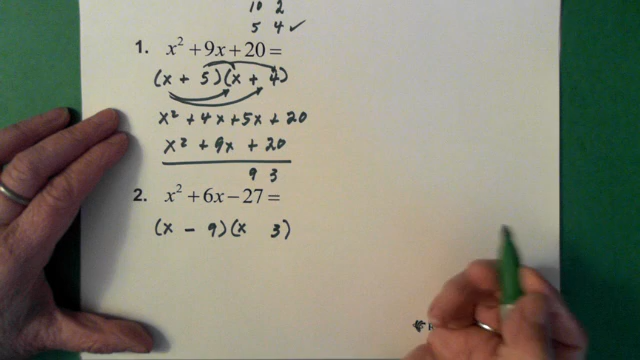 10 2
5 4 ✓
1. x² + 9x + 20 =
(x + 5)(x + 4)
x² + 4x + 5x + 20
x² + 9x + 20
9 3
2. x² + 6x − 27 =
(x − 9)(x 3)